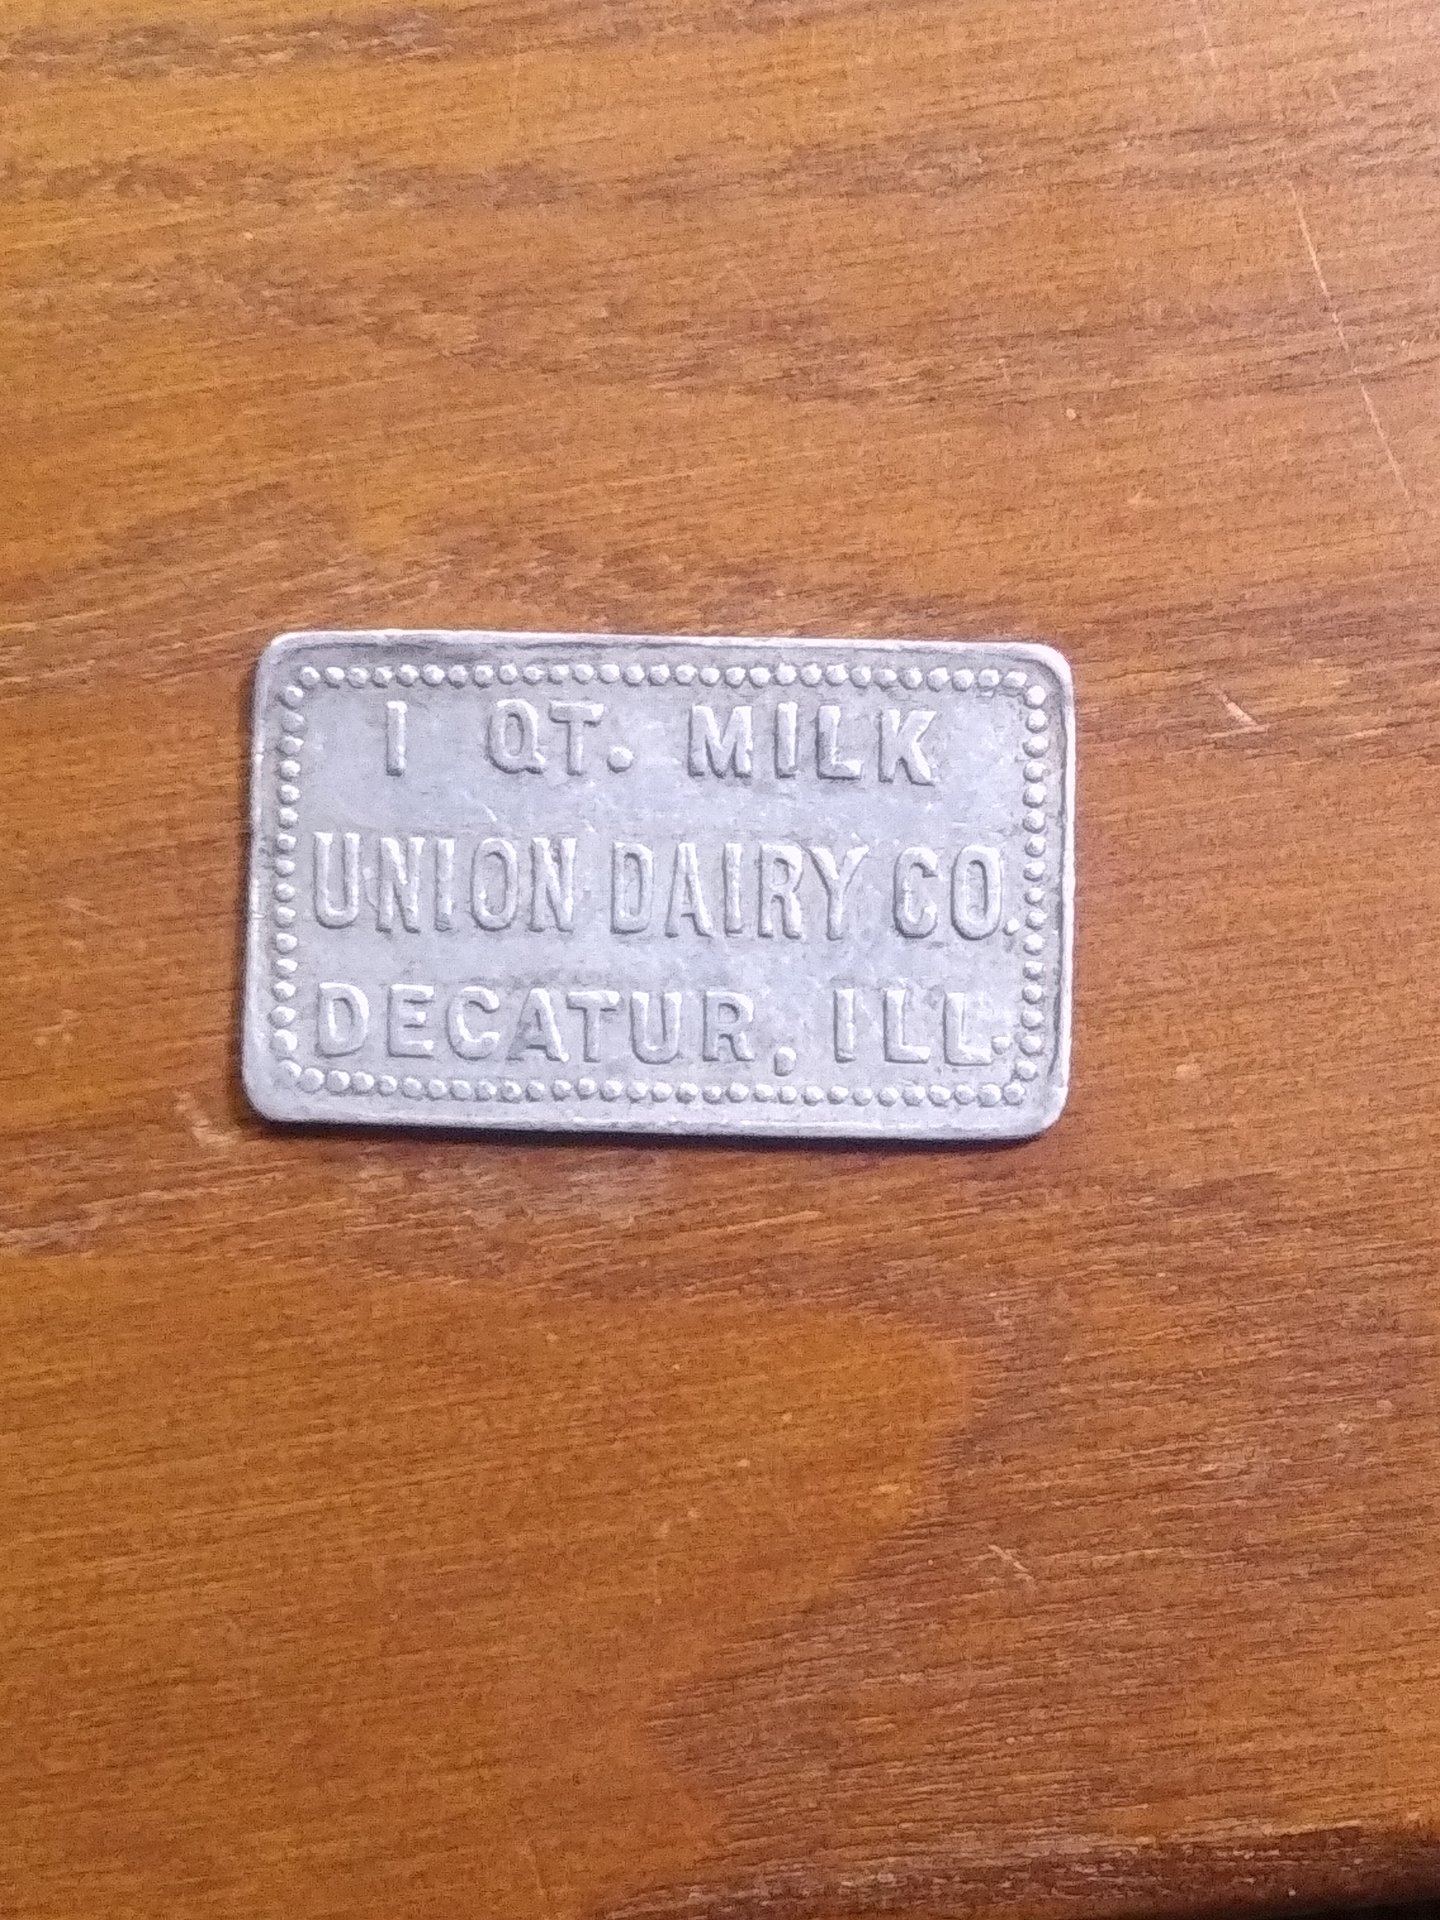 1 QT. MILK
UNION DAIRY CO.
DECATUR, ILL.